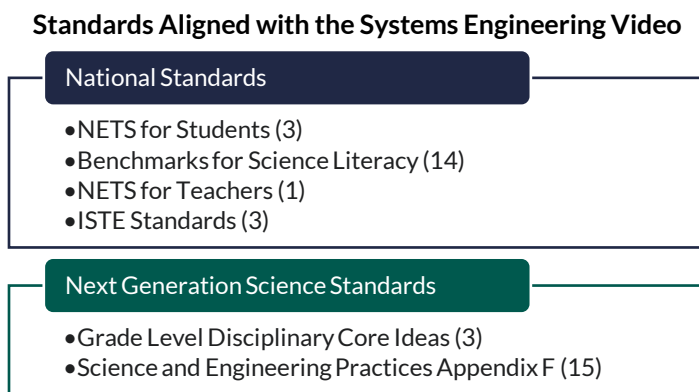 Standards Aligned with the Systems Engineering Video
National Standards
•NETS for Students (3)
•Benchmarks for Science Literacy (14)
•NETS for Teachers (1)
•ISTE Standards (3)
Next Generation Science Standards
•Grade Level Disciplinary Core Ideas (3)
•Science and Engineering Practices Appendix F (15)